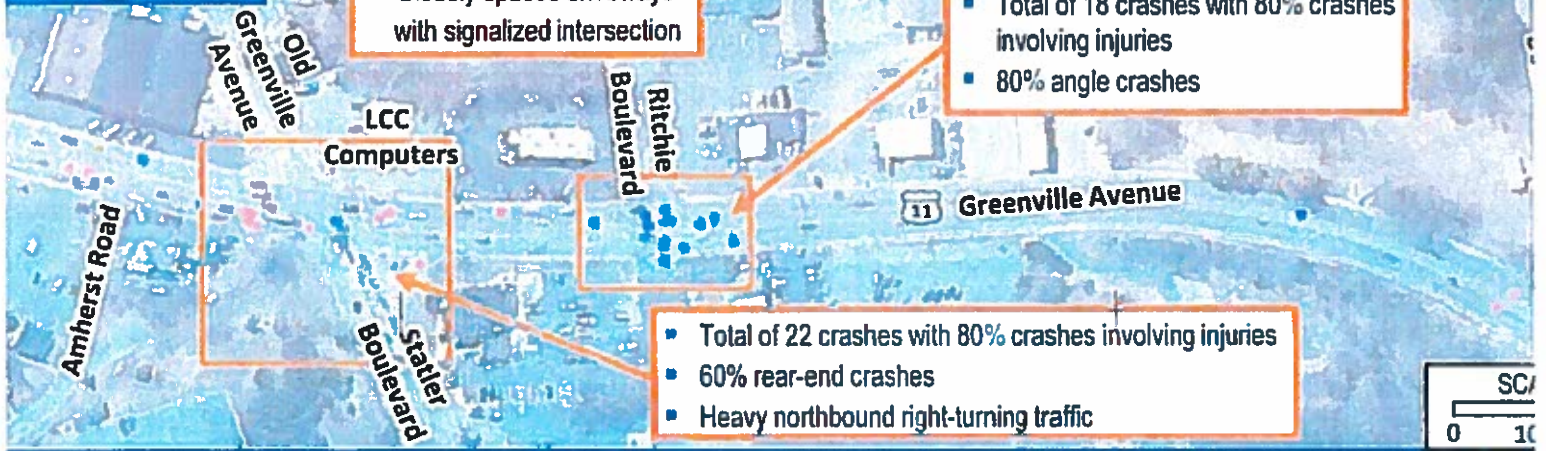 with signalized intersection
Total of 18 crashes with 80% crashes
involving injuries
80% angle crashes
Old
Greenville
Avenue
LCC
Computers
Ritchie
Boulevard
11 Greenville Avenue
Amherst Road
Statler
Boulevard
Total of 22 crashes with 80% crashes involving injuries
60% rear-end crashes
Heavy northbound right-turning traffic
0